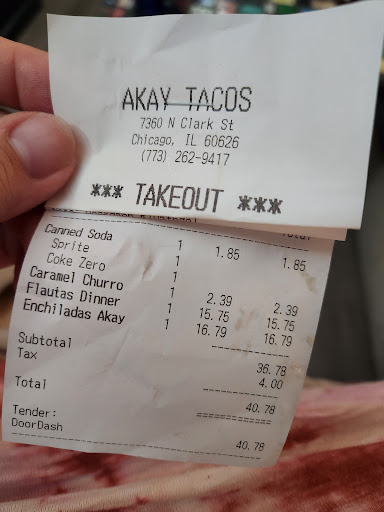 AKAY TACOS
7360 N Clark St
Chicago, IL 60626
(773) 262-9417
*** TAKEOUT ***
Total
Canned Soda 1 1.85 1.85
Sprite 1
Coke Zero 1
Caramel Churro 1 2.39 2.39
Flautas Dinner 1 15.75 15.75
Enchiladas Akay 1 16.79 16.79
Subtotal 36.78
Tax 4.00
Total 40.78
Tender:
DoorDash 40.78